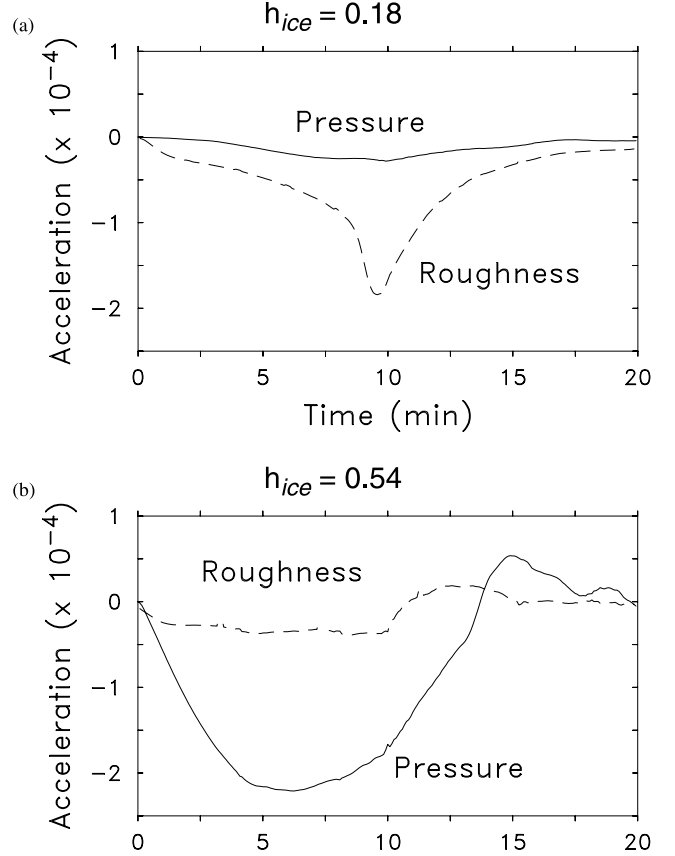 (a)
h_ice = 0.18
Acceleration (x 10^-4)
1
0
-1
-2
Pressure
Roughness
0 5 10 15 20
Time (min)
(b)
h_ice = 0.54
Acceleration (x 10^-4)
1
0
-1
-2
Roughness
Pressure
0 5 10 15 20